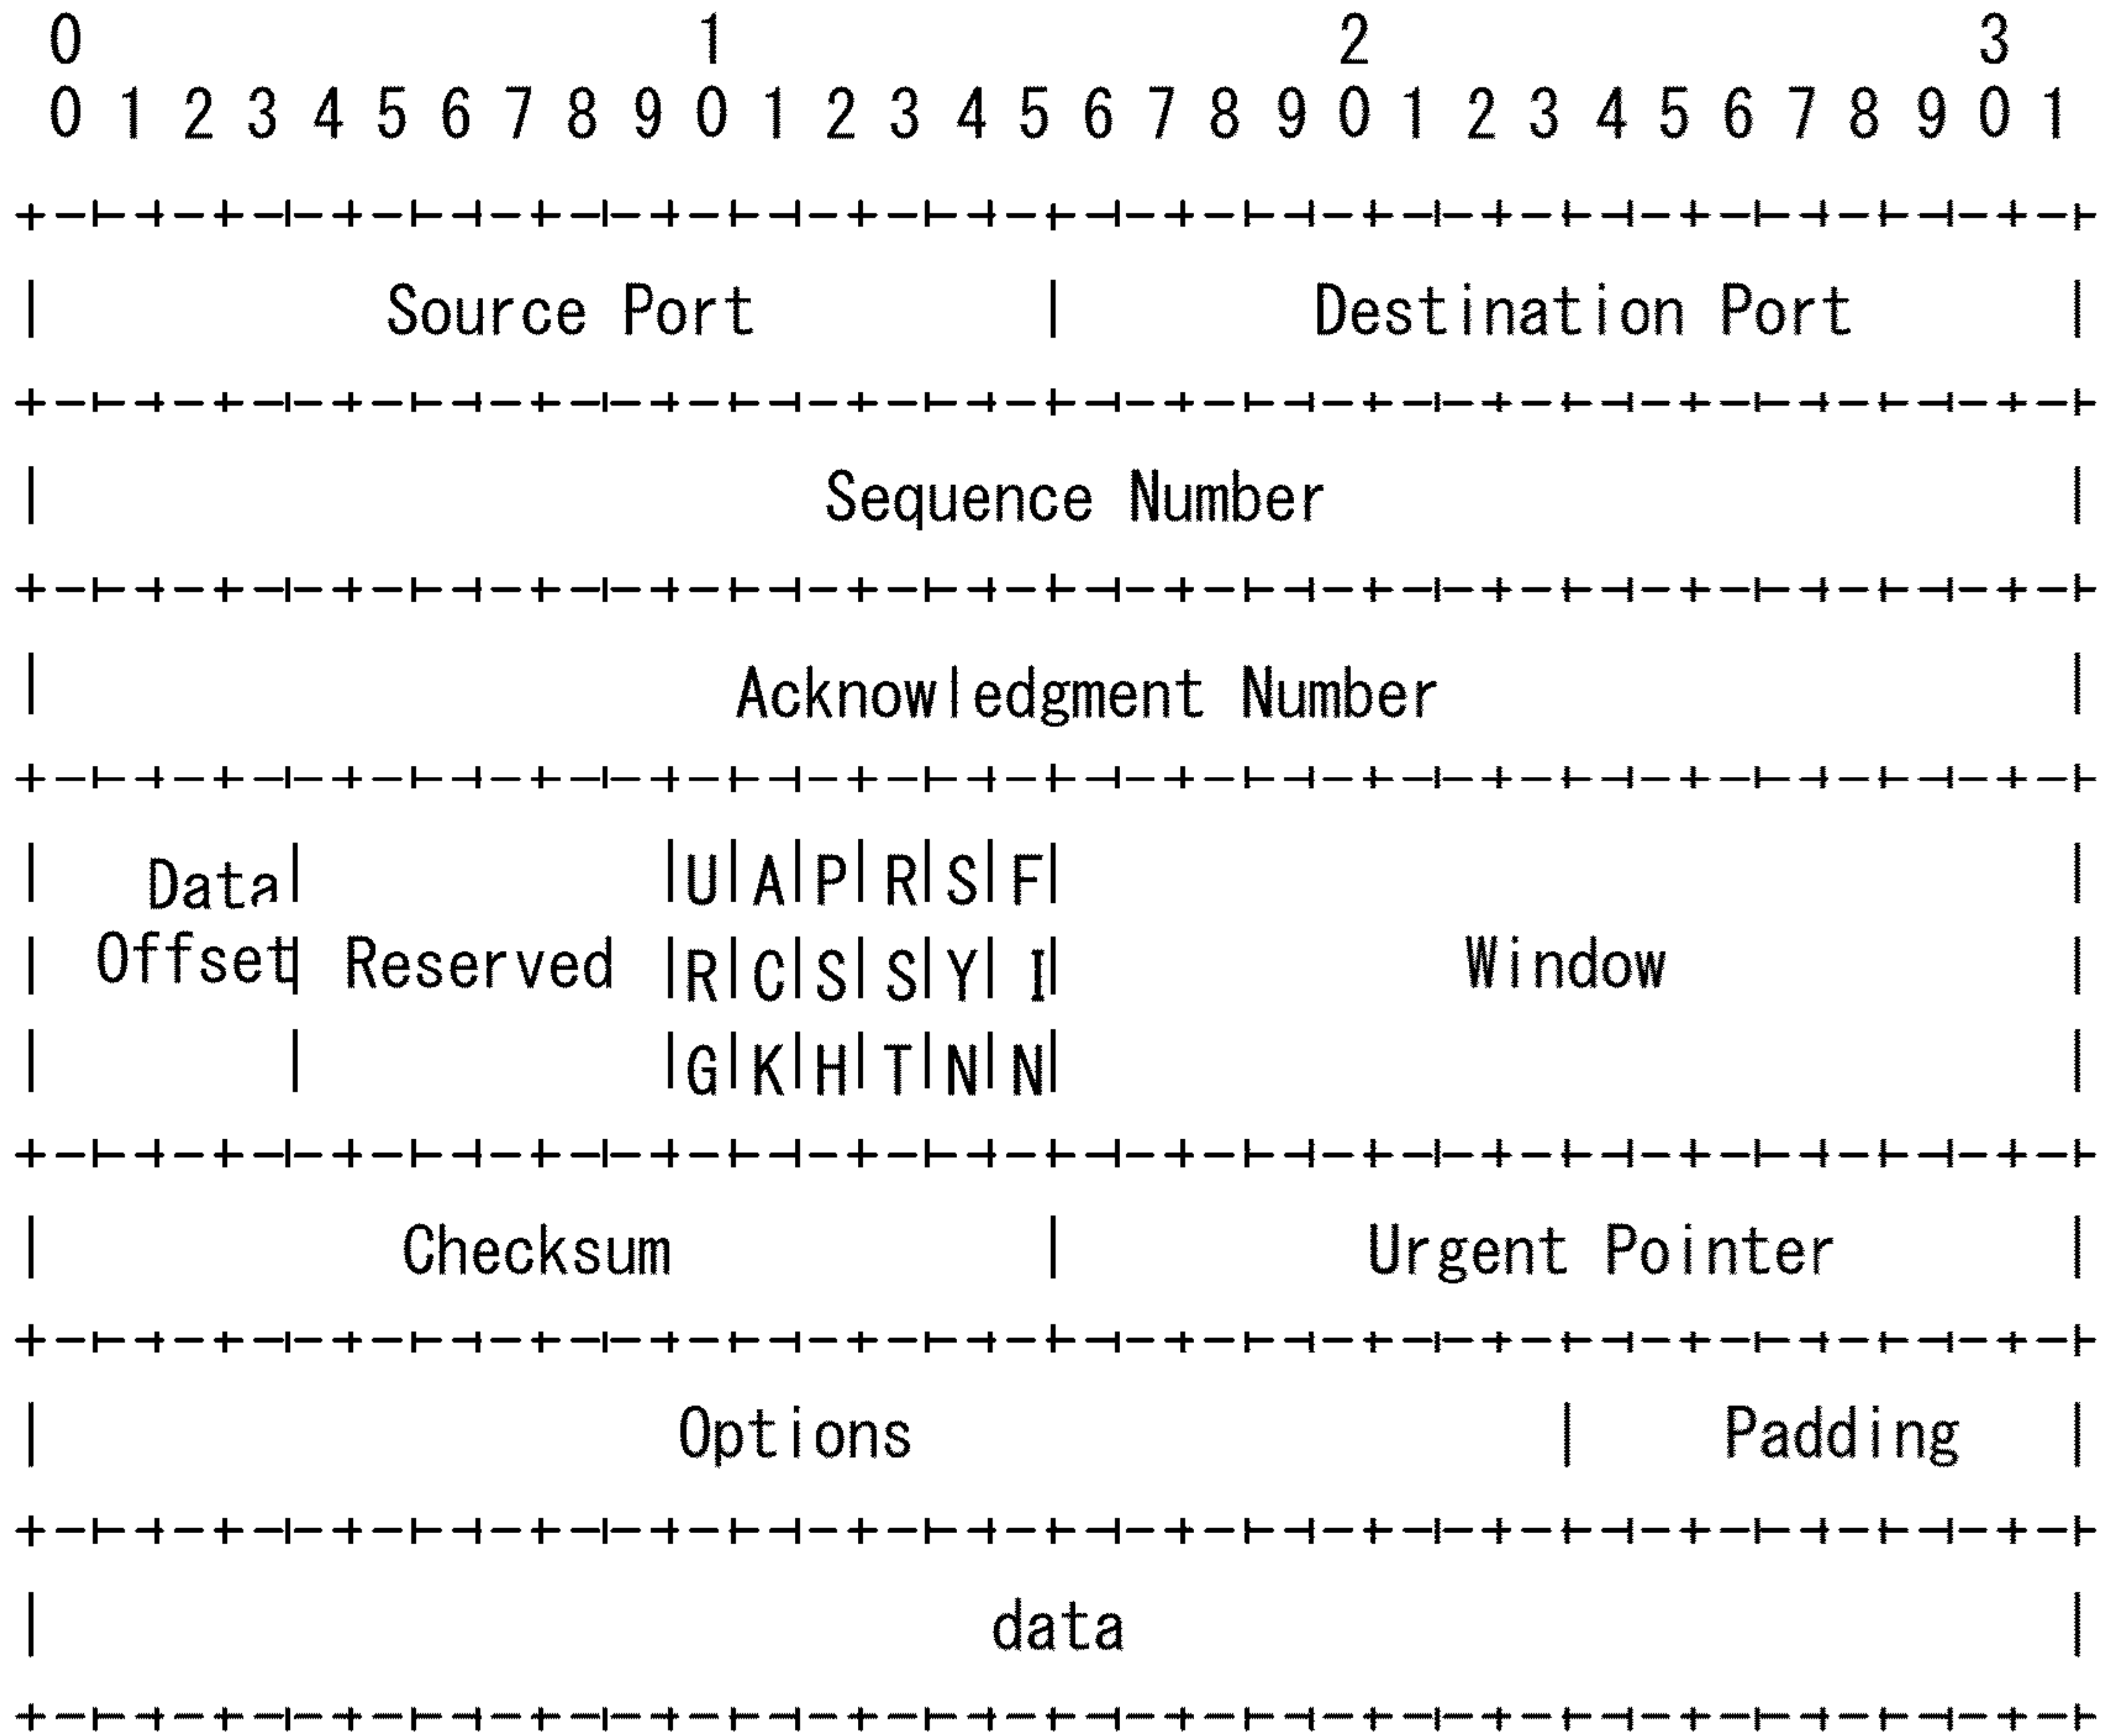 0                   1                   2                   3
0 1 2 3 4 5 6 7 8 9 0 1 2 3 4 5 6 7 8 9 0 1 2 3 4 5 6 7 8 9 0 1
+-+-+-+-+-+-+-+-+-+-+-+-+-+-+-+-+-+-+-+-+-+-+-+-+-+-+-+-+-+-+-+-+
| Source Port | Destination Port |
+-+-+-+-+-+-+-+-+-+-+-+-+-+-+-+-+-+-+-+-+-+-+-+-+-+-+-+-+-+-+-+-+
| Sequence Number |
+-+-+-+-+-+-+-+-+-+-+-+-+-+-+-+-+-+-+-+-+-+-+-+-+-+-+-+-+-+-+-+-+
| Acknowledgment Number |
+-+-+-+-+-+-+-+-+-+-+-+-+-+-+-+-+-+-+-+-+-+-+-+-+-+-+-+-+-+-+-+-+
| Data | |U|A|P|R|S|F| |
| Offset| Reserved |R|C|S|S|Y|I| Window |
| | |G|K|H|T|N|N| |
+-+-+-+-+-+-+-+-+-+-+-+-+-+-+-+-+-+-+-+-+-+-+-+-+-+-+-+-+-+-+-+-+
| Checksum | Urgent Pointer |
+-+-+-+-+-+-+-+-+-+-+-+-+-+-+-+-+-+-+-+-+-+-+-+-+-+-+-+-+-+-+-+-+
| Options | Padding |
+-+-+-+-+-+-+-+-+-+-+-+-+-+-+-+-+-+-+-+-+-+-+-+-+-+-+-+-+-+-+-+-+
| data |
+-+-+-+-+-+-+-+-+-+-+-+-+-+-+-+-+-+-+-+-+-+-+-+-+-+-+-+-+-+-+-+-+